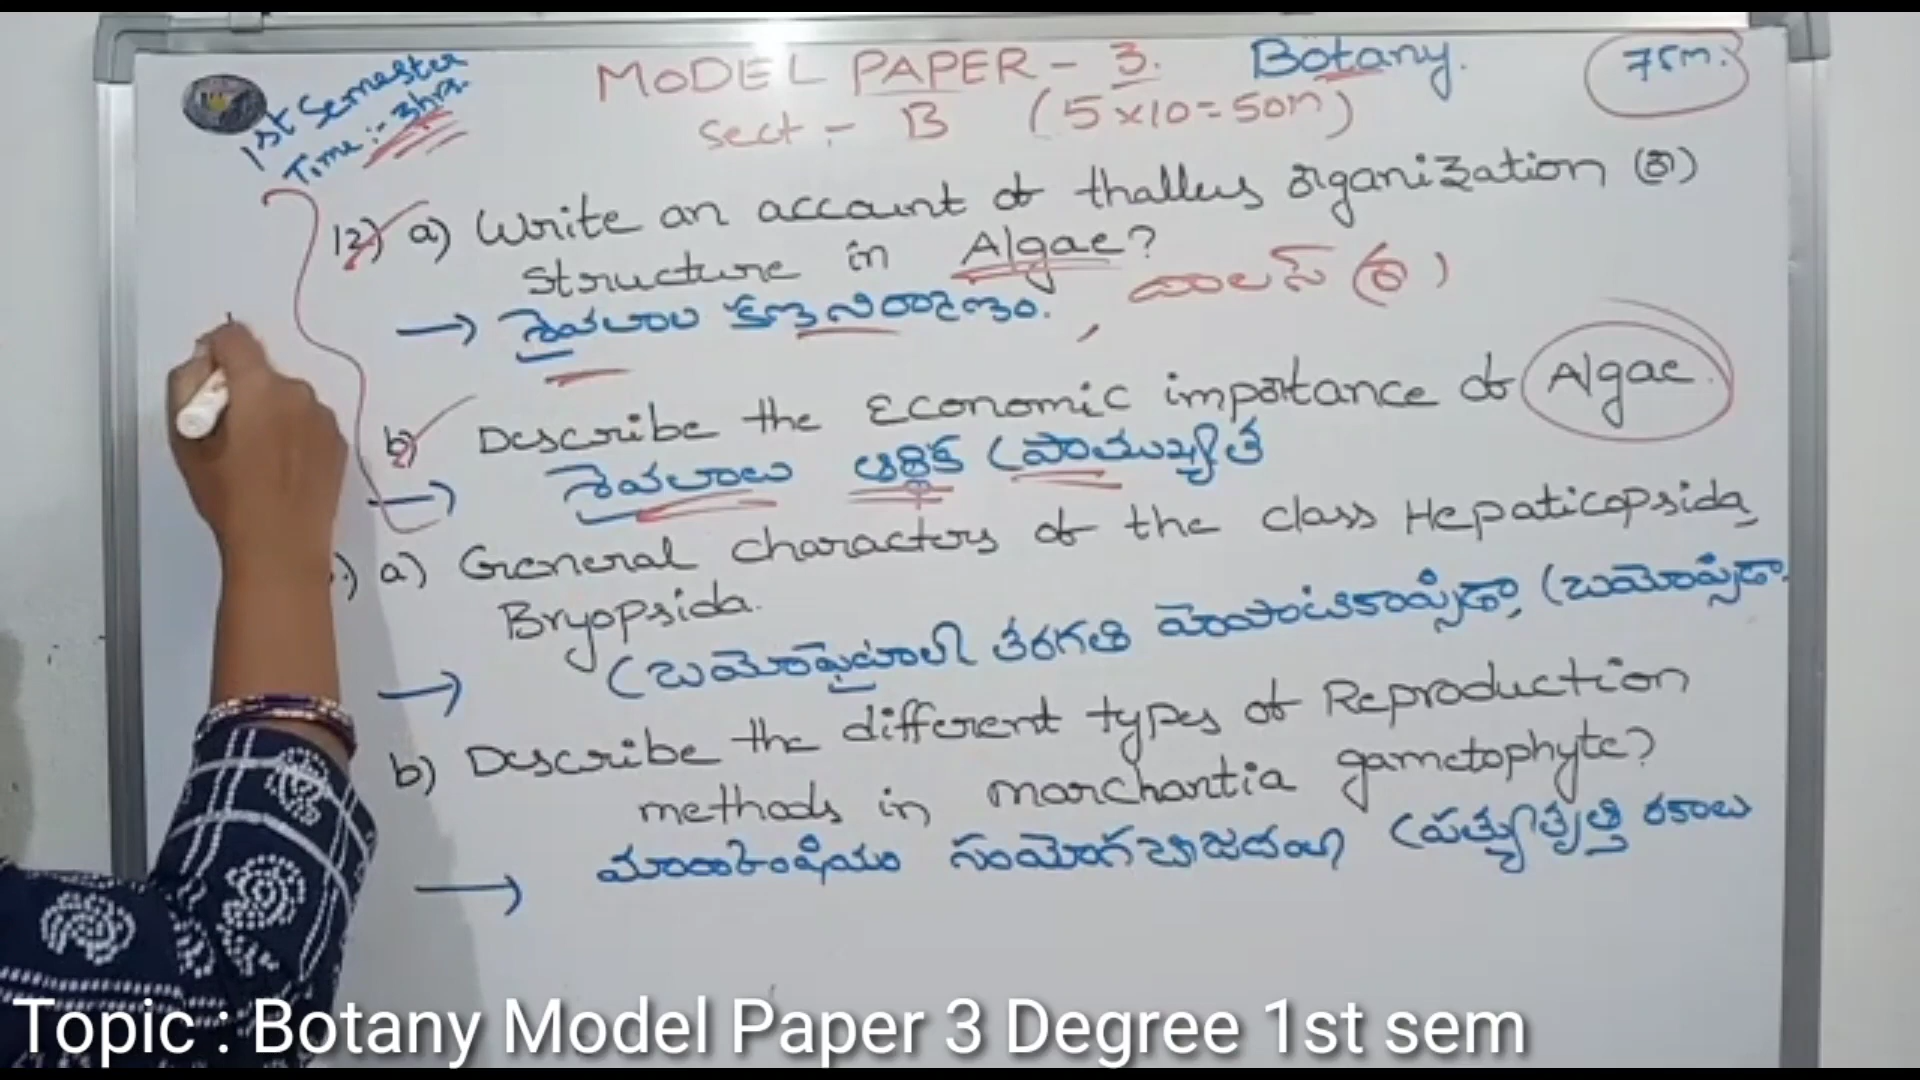 1st Semester
Time :- 3hrs.
MODEL PAPER - 3. Botany.
75m.
Sect :- B (5×10=50m)
12) a) Write an account of thallus organization (or)
structure in Algae?
→ శైవలాల కణ నిర్మాణం. , థాలస్ (or)
b) Describe the Economic importance of Algae.
→ శైవలాలు ఆర్థిక ప్రాముఖ్యత
a) General characters of the class Hepaticopsida,
Bryopsida.
→ తరగతి హెపాటికాప్సిడా, బ్రయోప్సిడా.
b) Describe the different types of Reproduction
methods in marchantia gametophyte?
→ సంయోగబీజదం ప్రత్యుత్పత్తి రకాలు
Topic : Botany Model Paper 3 Degree 1st sem